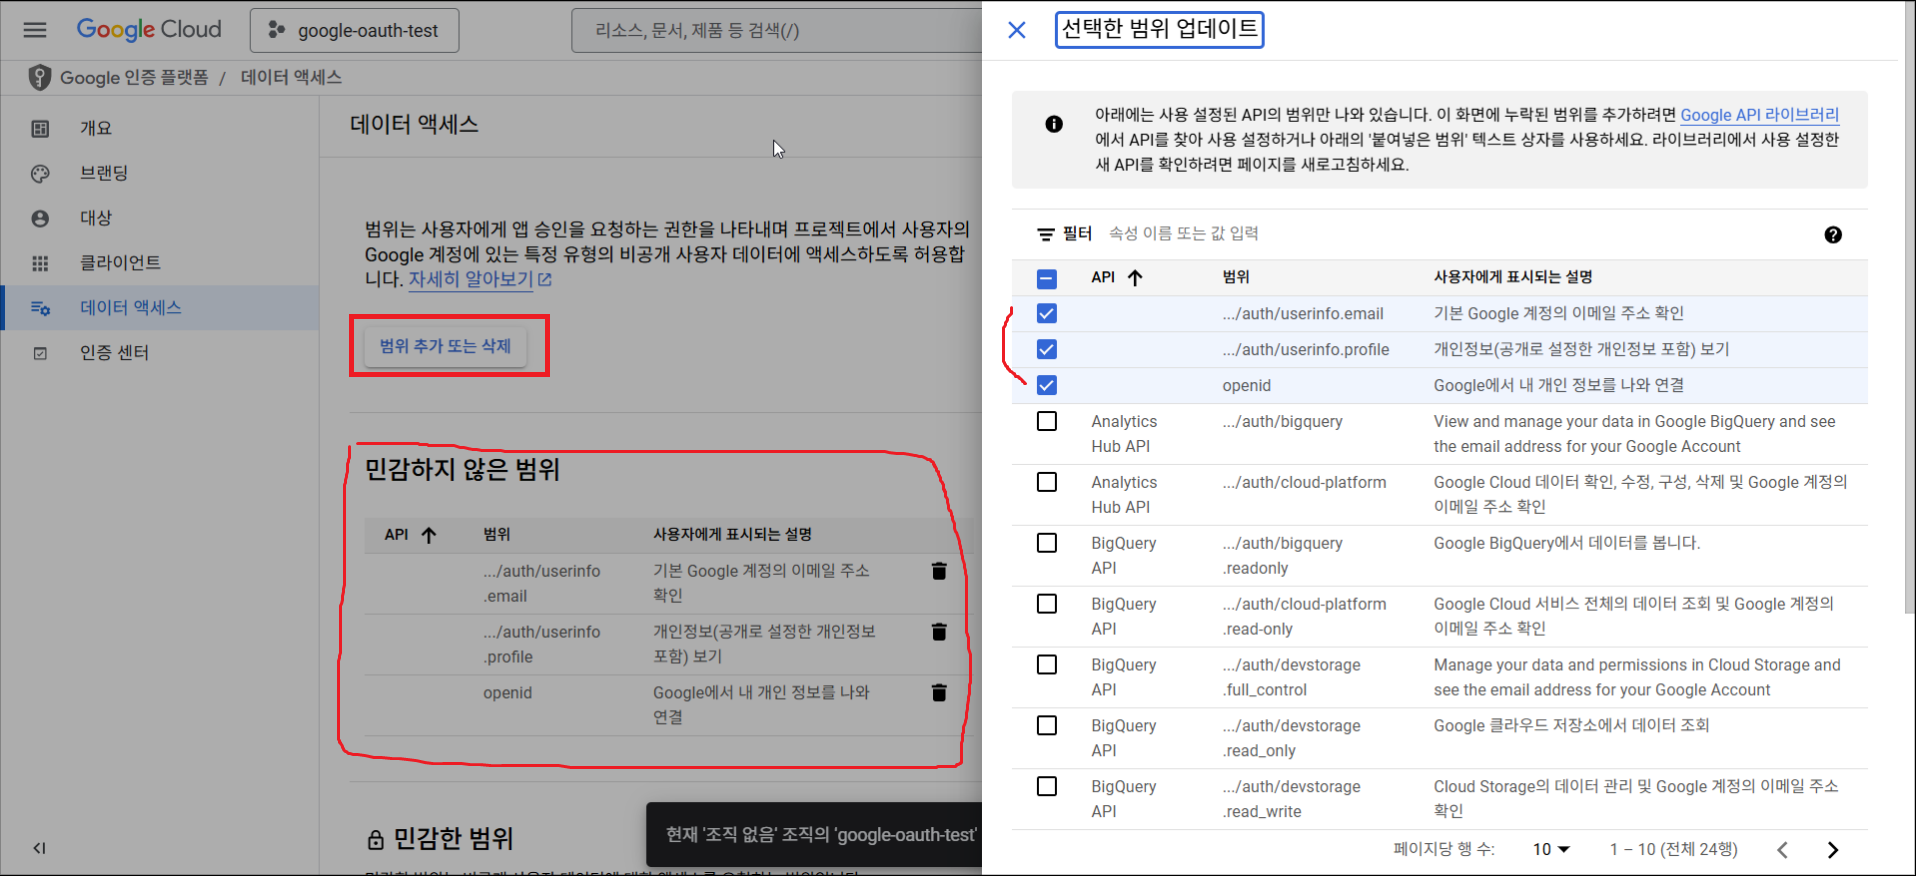 Google Cloud
google-oauth-test
리소스, 문서, 제품 등 검색(/)
Google 인증 플랫폼 / 데이터 액세스
개요
브랜딩
대상
클라이언트
데이터 액세스
인증 센터
데이터 액세스
범위는 사용자에게 앱 승인을 요청하는 권한을 나타내며 프로젝트에서 사용자의
Google 계정에 있는 특정 유형의 비공개 사용자 데이터에 액세스하도록 허용합
니다. 자세히 알아보기
범위 추가 또는 삭제
민감하지 않은 범위
API 범위 사용자에게 표시되는 설명
.../auth/userinfo 기본 Google 계정의 이메일 주소
.email 확인
.../auth/userinfo 개인정보(공개로 설정한 개인정보
.profile 포함) 보기
openid Google에서 내 개인 정보를 나와
연결
민감한 범위
현재 '조직 없음' 조직의 'google-oauth-test'
선택한 범위 업데이트
아래에는 사용 설정된 API의 범위만 나와 있습니다. 이 화면에 누락된 범위를 추가하려면 Google API 라이브러리
에서 API를 찾아 사용 설정하거나 아래의 '붙여넣은 범위' 텍스트 상자를 사용하세요. 라이브러리에서 사용 설정한
새 API를 확인하려면 페이지를 새로고침하세요.
필터 속성 이름 또는 값 입력
API 범위 사용자에게 표시되는 설명
.../auth/userinfo.email 기본 Google 계정의 이메일 주소 확인
.../auth/userinfo.profile 개인정보(공개로 설정한 개인정보 포함) 보기
openid Google에서 내 개인 정보를 나와 연결
Analytics .../auth/bigquery View and manage your data in Google BigQuery and see
Hub API the email address for your Google Account
Analytics .../auth/cloud-platform Google Cloud 데이터 확인, 수정, 구성, 삭제 및 Google 계정의
Hub API 이메일 주소 확인
BigQuery .../auth/bigquery Google BigQuery에서 데이터를 봅니다.
API .readonly
BigQuery .../auth/cloud-platform Google Cloud 서비스 전체의 데이터 조회 및 Google 계정의
API .read-only 이메일 주소 확인
BigQuery .../auth/devstorage Manage your data and permissions in Cloud Storage and
API .full_control see the email address for your Google Account
BigQuery .../auth/devstorage Google 클라우드 저장소에서 데이터 조회
API .read_only
BigQuery .../auth/devstorage Cloud Storage의 데이터 관리 및 Google 계정의 이메일 주소
API .read_write 확인
페이지당 행 수: 10 1 – 10 (전체 24행)